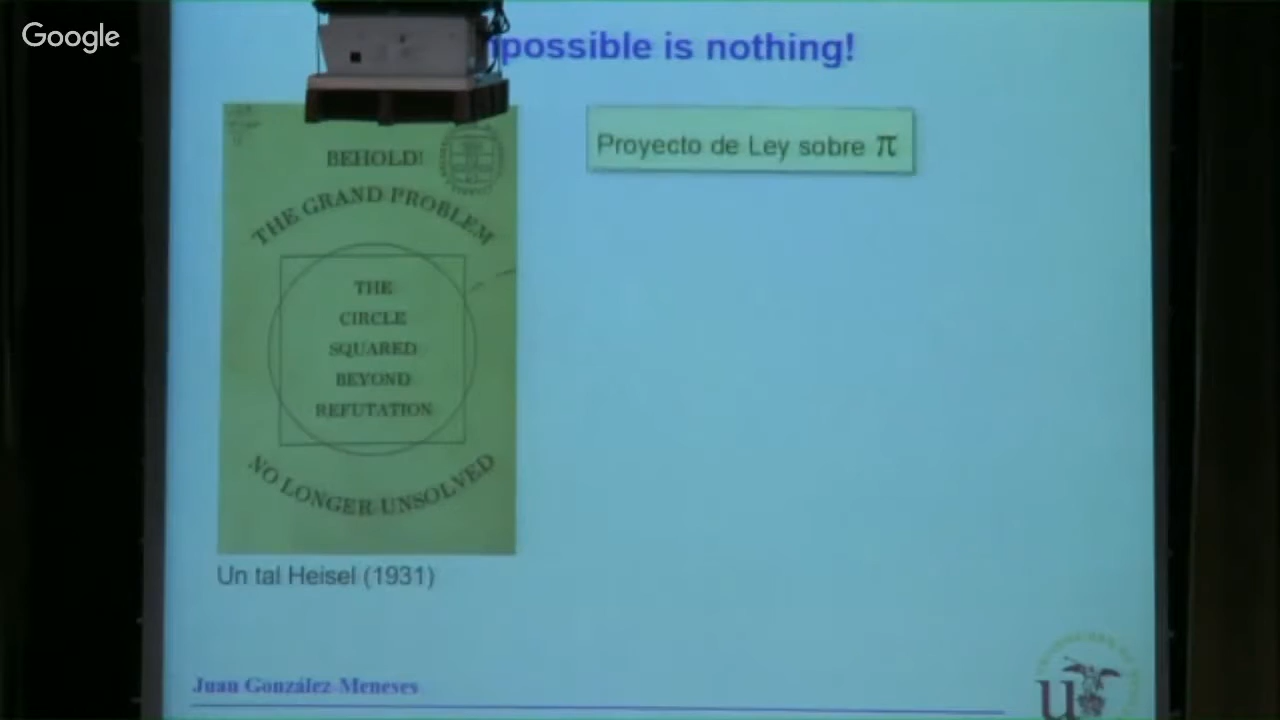 Google
mpossible is nothing!
BEHOLD!
THE GRAND PROBLEM
THE
CIRCLE
SQUARED
BEYOND
REFUTATION
NO LONGER UNSOLVED
Proyecto de Ley sobre π
Un tal Heisel (1931)
Juan González-Meneses
u